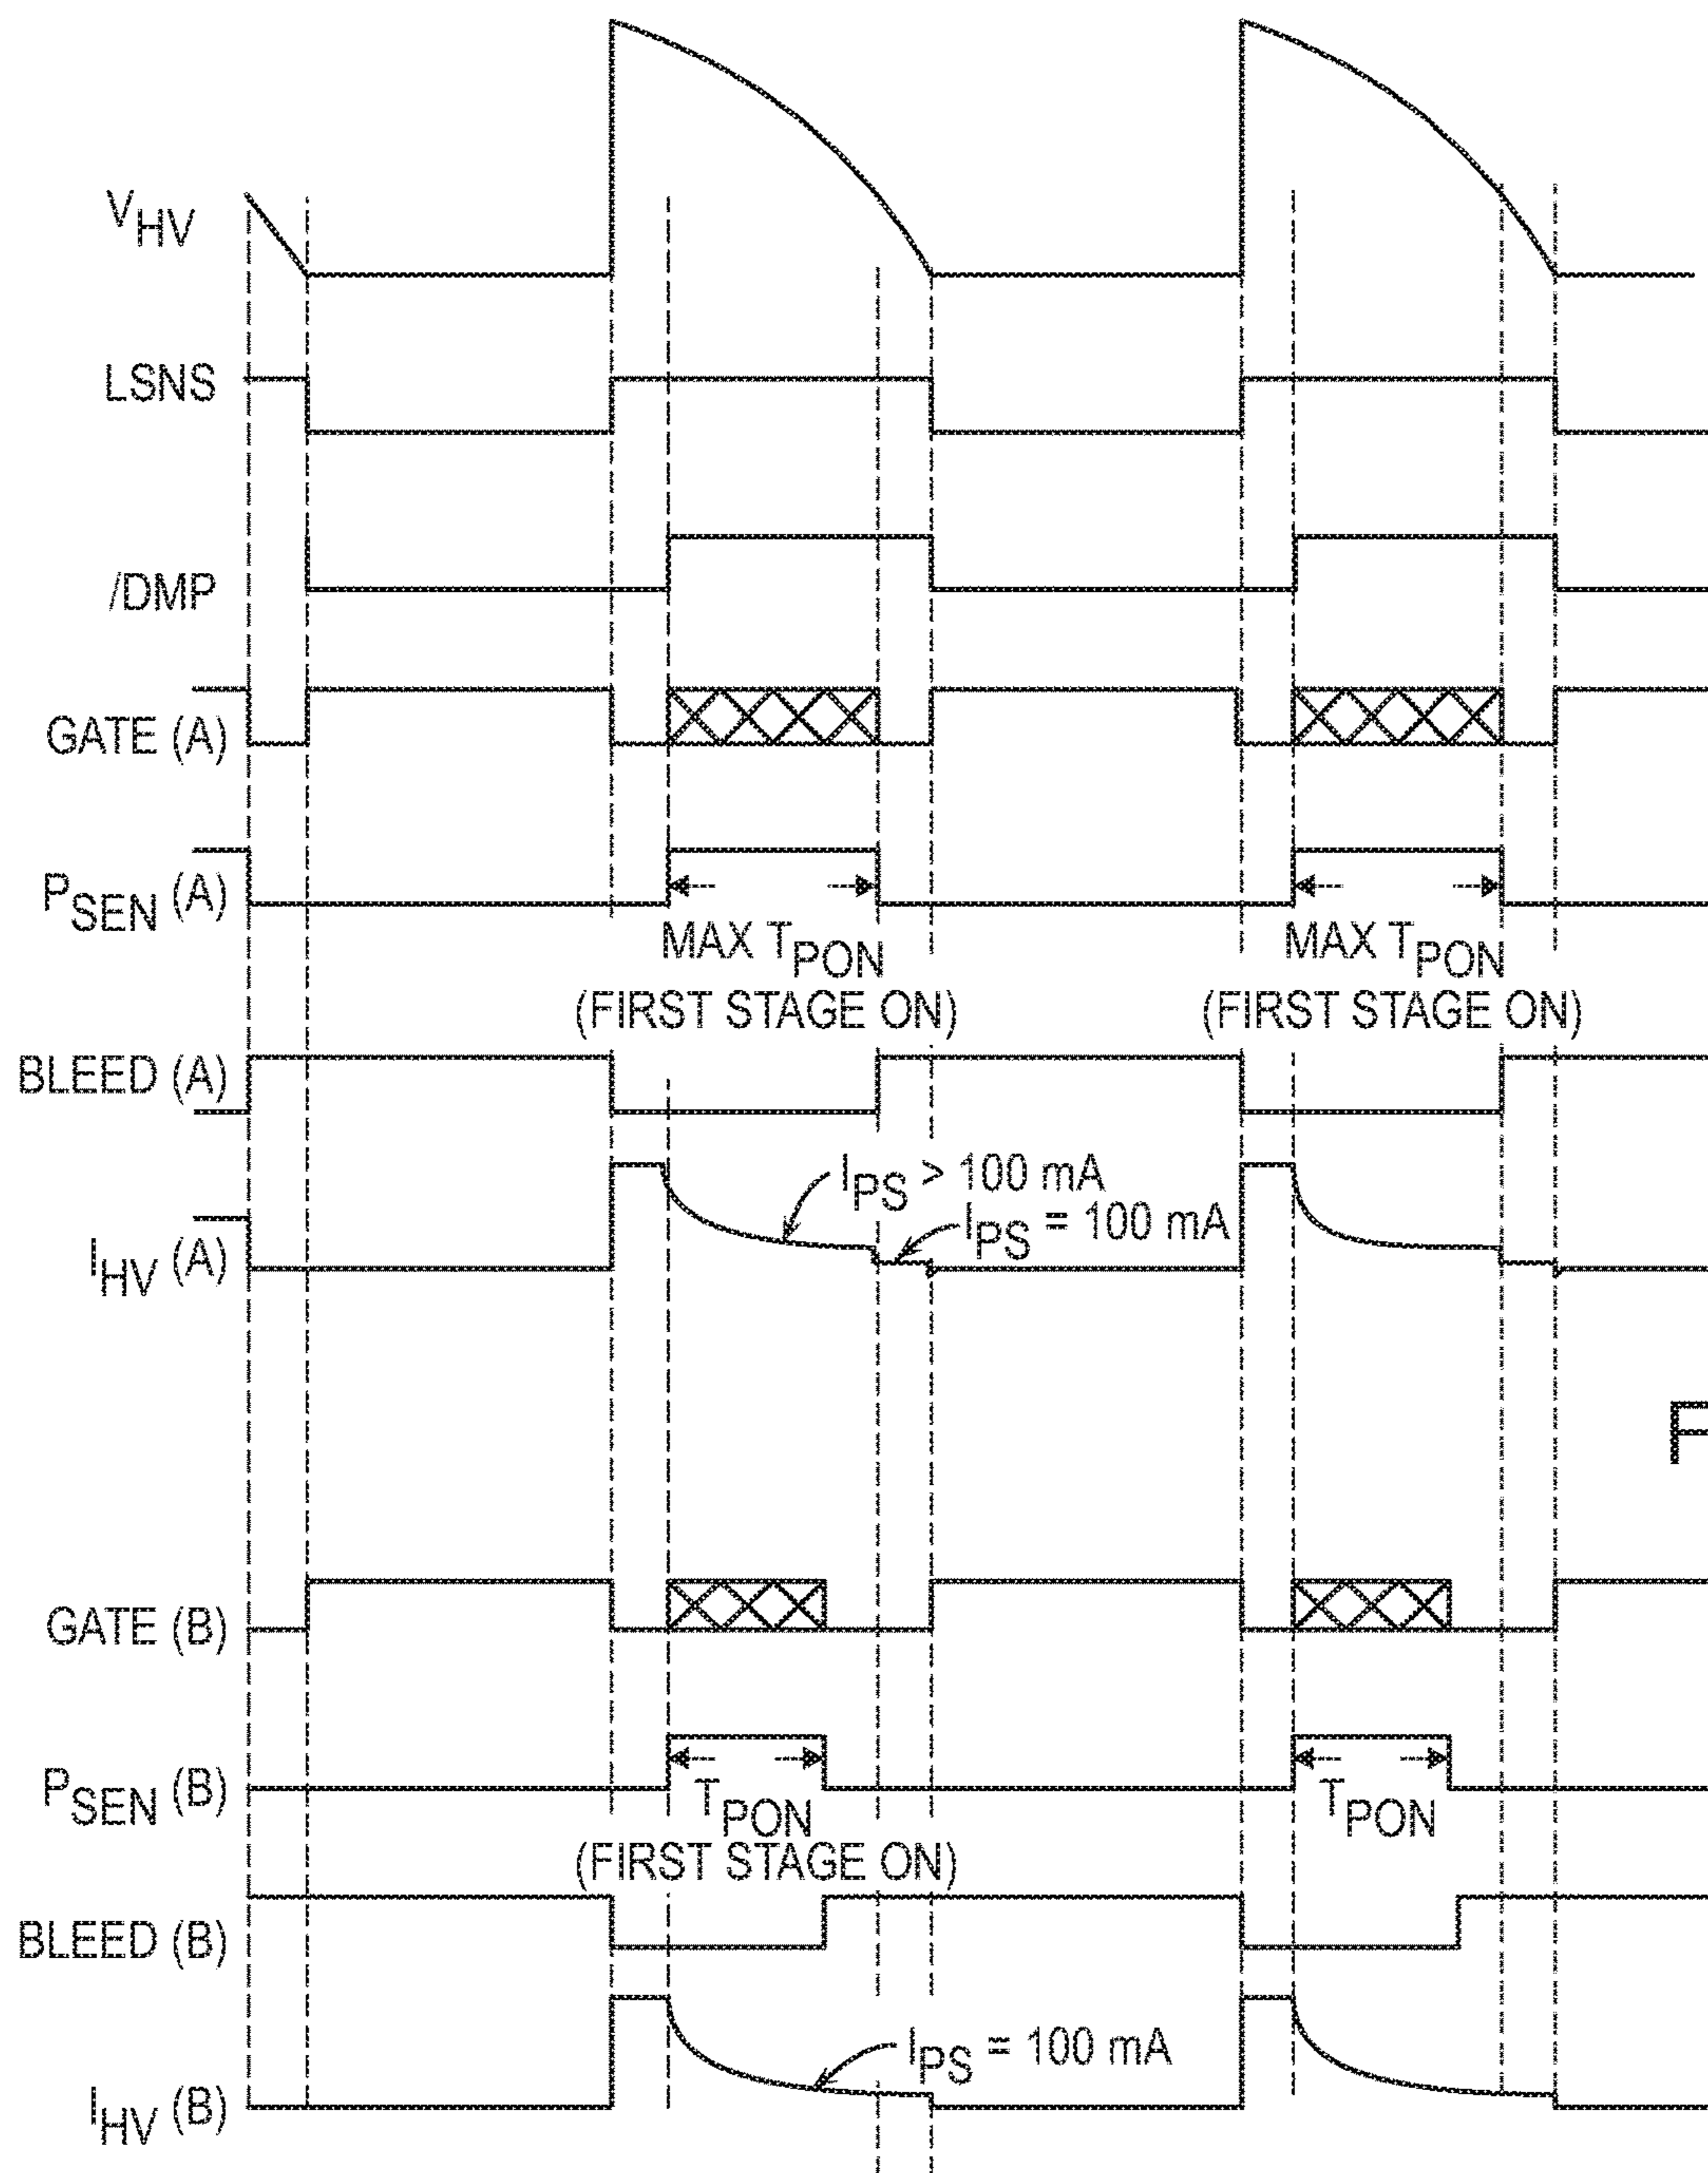 VHV
LSNS
/DMP
GATE (A)
PSEN (A)
MAX TPON
(FIRST STAGE ON)
MAX TPON
(FIRST STAGE ON)
BLEED (A)
IPS > 100 mA
IPS = 100 mA
IHV (A)
F
GATE (B)
PSEN (B)
TPON
(FIRST STAGE ON)
TPON
BLEED (B)
IPS = 100 mA
IHV (B)